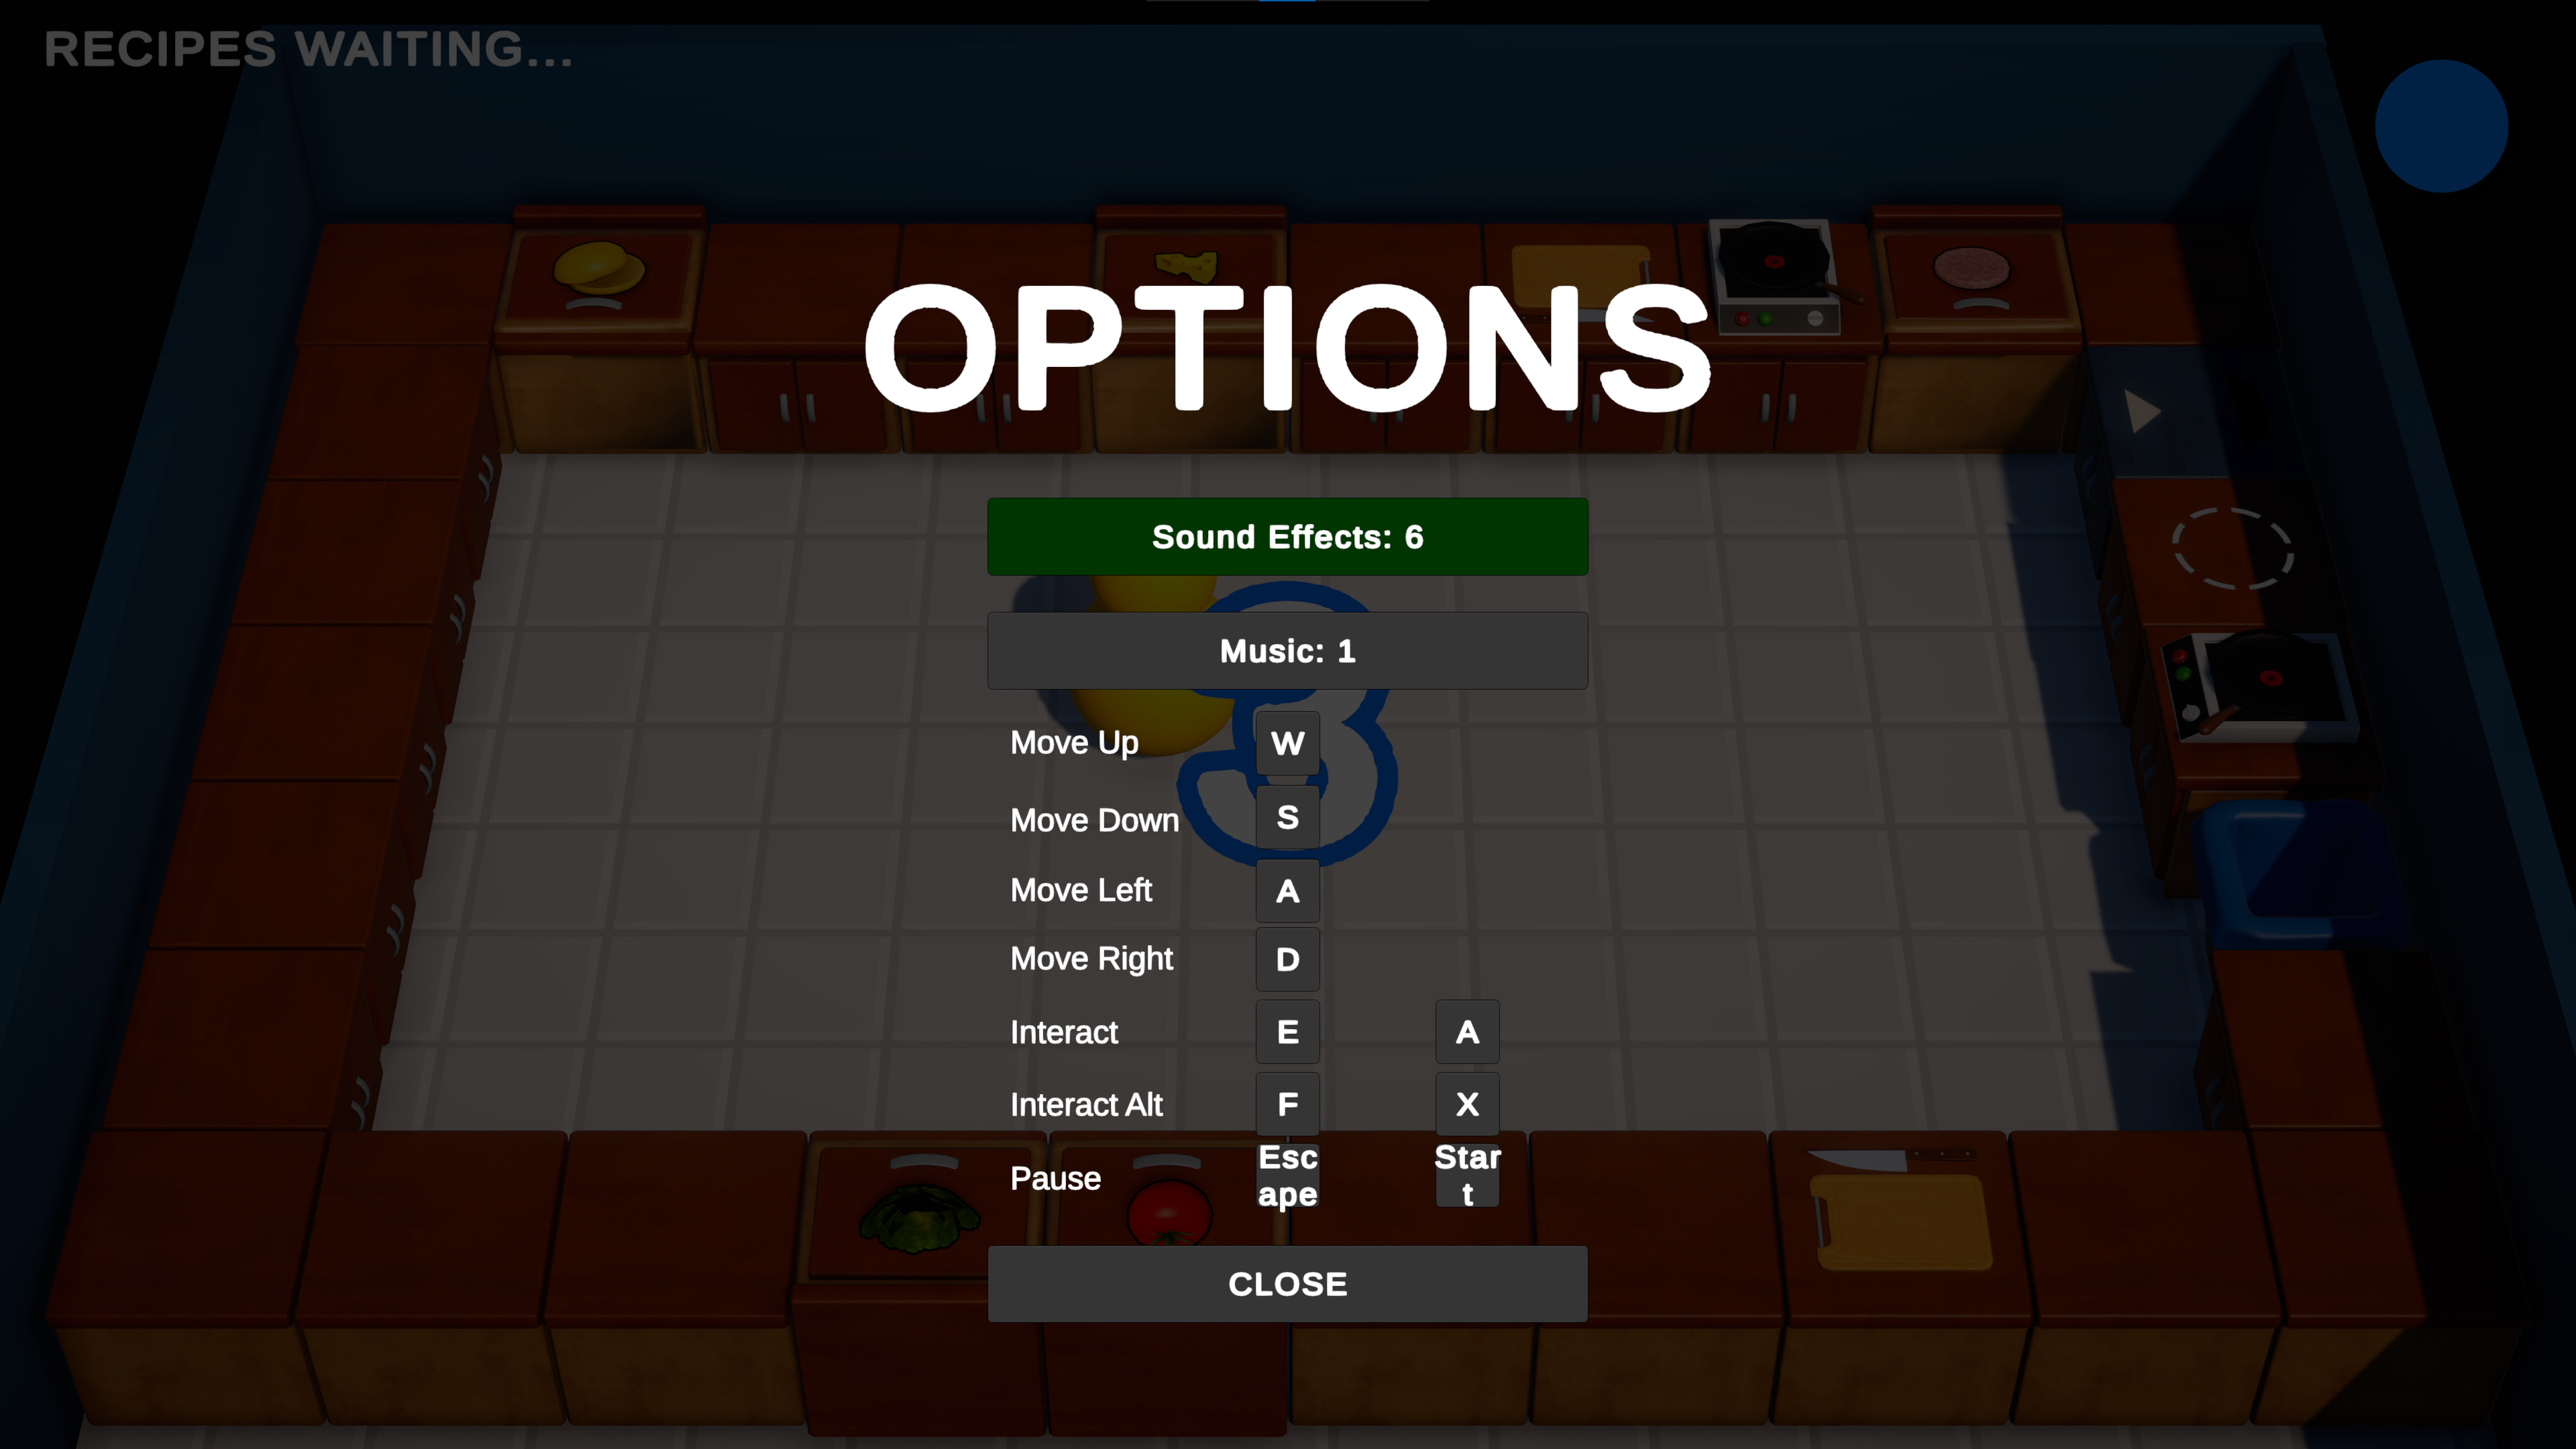 RECIPES WAITING...
OPTIONS
Sound Effects: 6
Music: 1
3
Move Up W
Move Down S
Move Left A
Move Right D
Interact E A
Interact Alt F X
Pause Esc Star
ape t
CLOSE